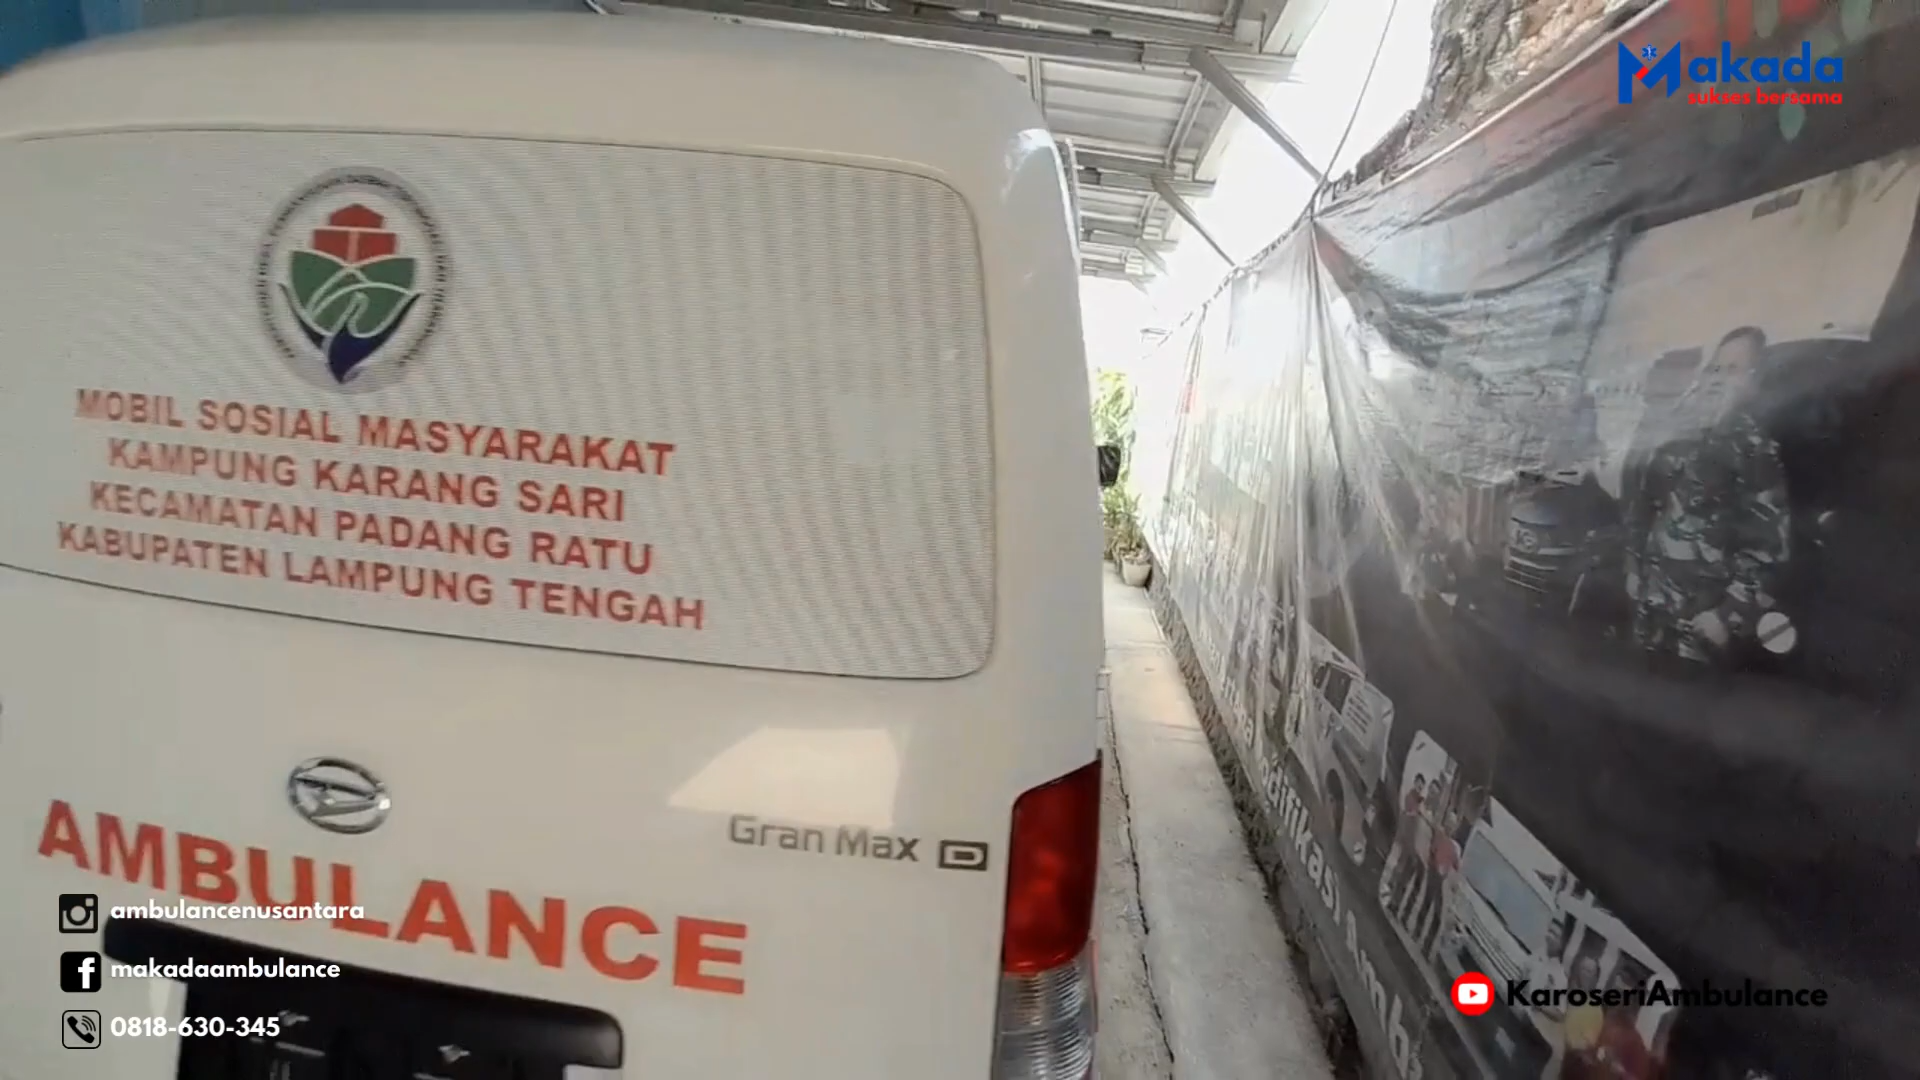 Makada
sukses bersama
MOBIL SOSIAL MASYARAKAT
KAMPUNG KARANG SARI
KECAMATAN PADANG RATU
KABUPATEN LAMPUNG TENGAH
Gran Max D
AMBULANCE
ambulancenusantara
makadaambulance
0818-630-345
KaroseriAmbulance